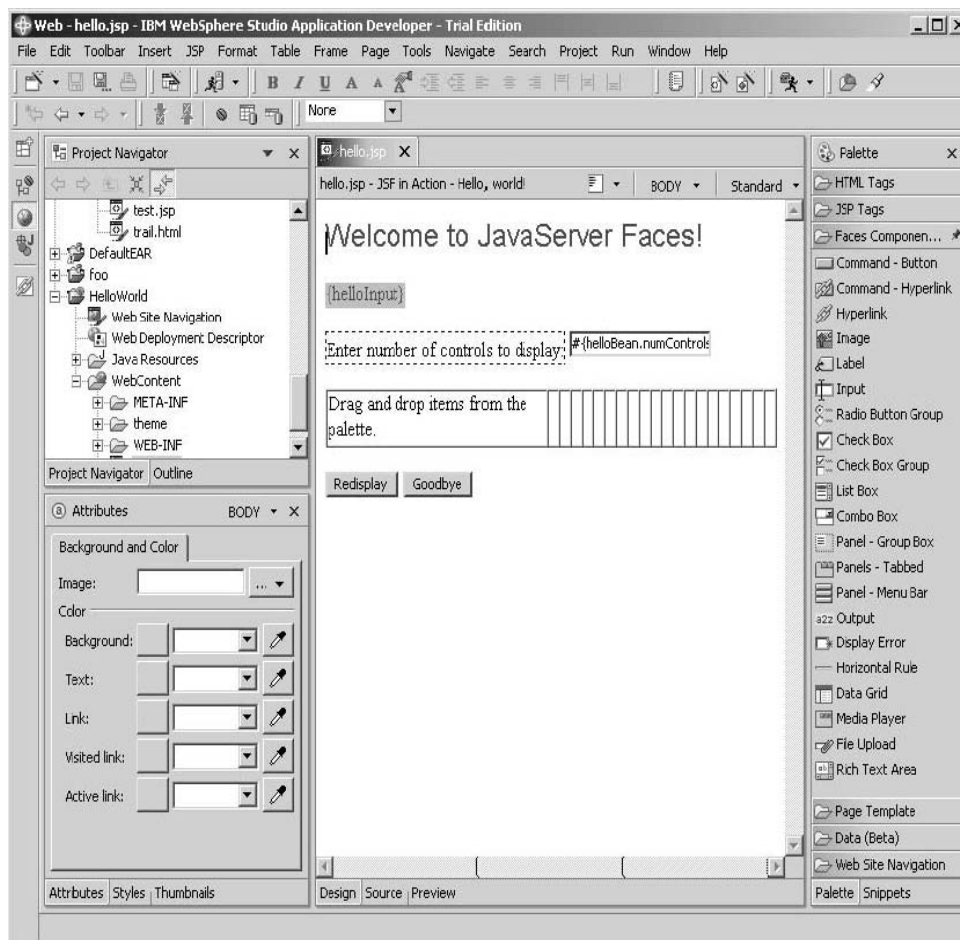 Web - hello.jsp - IBM WebSphere Studio Application Developer - Trial Edition
File Edit Toolbar Insert JSP Format Table Frame Page Tools Navigate Search Project Run Window Help
B I U A A
None
Project Navigator
test.jsp
trail.html
DefaultEAR
foo
HelloWorld
Web Site Navigation
Web Deployment Descriptor
Java Resources
WebContent
META-INF
theme
WEB-INF
Project Navigator Outline
Attributes BODY
Background and Color
Image: ...
Color
Background:
Text:
Link:
Visited link:
Active link:
Attributes Styles Thumbnails
hello.jsp
hello.jsp - JSF in Action - Hello, world! BODY Standard
Welcome to JavaServer Faces!
{helloInput}
Enter number of controls to display: #{helloBean.numControls
Drag and drop items from the
palette.
Redisplay Goodbye
Design Source Preview
Palette
HTML Tags
JSP Tags
Faces Componen...
Command - Button
Command - Hyperlink
Hyperlink
Image
Label
Input
Radio Button Group
Check Box
Check Box Group
List Box
Combo Box
Panel - Group Box
Panels - Tabbed
Panel - Menu Bar
Output
Display Error
Horizontal Rule
Data Grid
Media Player
File Upload
Rich Text Area
Page Template
Data (Beta)
Web Site Navigation
Palette Snippets